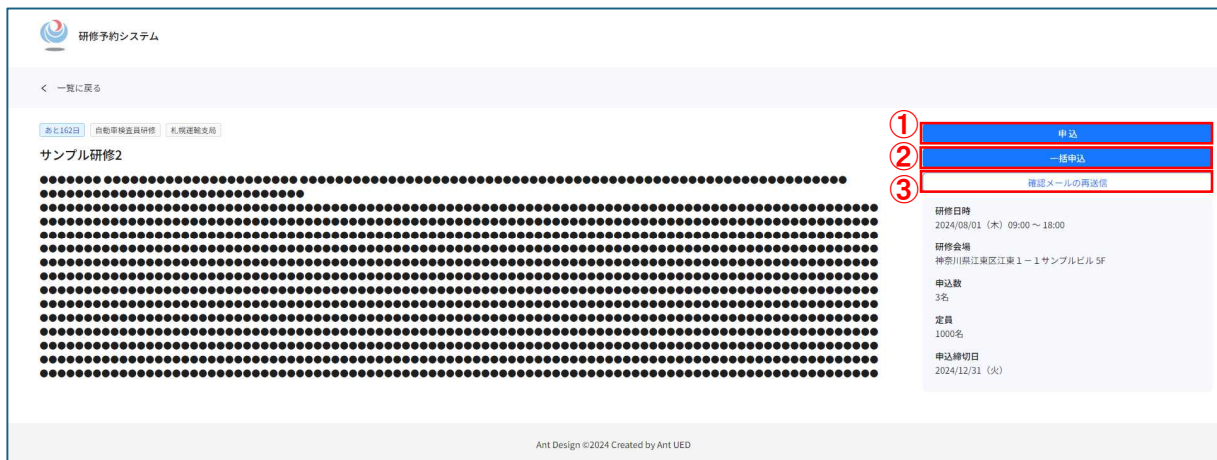 研修予約システム
< 一覧に戻る
あと162日 自動車検査員研修 札幌運輸支局
サンプル研修2
●●●●●●● ●●●●●●●●●●●●●●●●●●●●●● ●●●●●●●●●●●●●●●●●●●●●●●●●●●●●●●●●●●●●●●●●●●●●●●●●●●●●●●●●●●●●●
① 申込
② 一括申込
③ 確認メールの再送信
研修日時
2024/08/01（木）09:00 ～ 18:00
研修会場
神奈川県江東区江東１－１サンプルビル 5F
申込数
3名
定員
1000名
申込締切日
2024/12/31（火）
Ant Design ©2024 Created by Ant UED